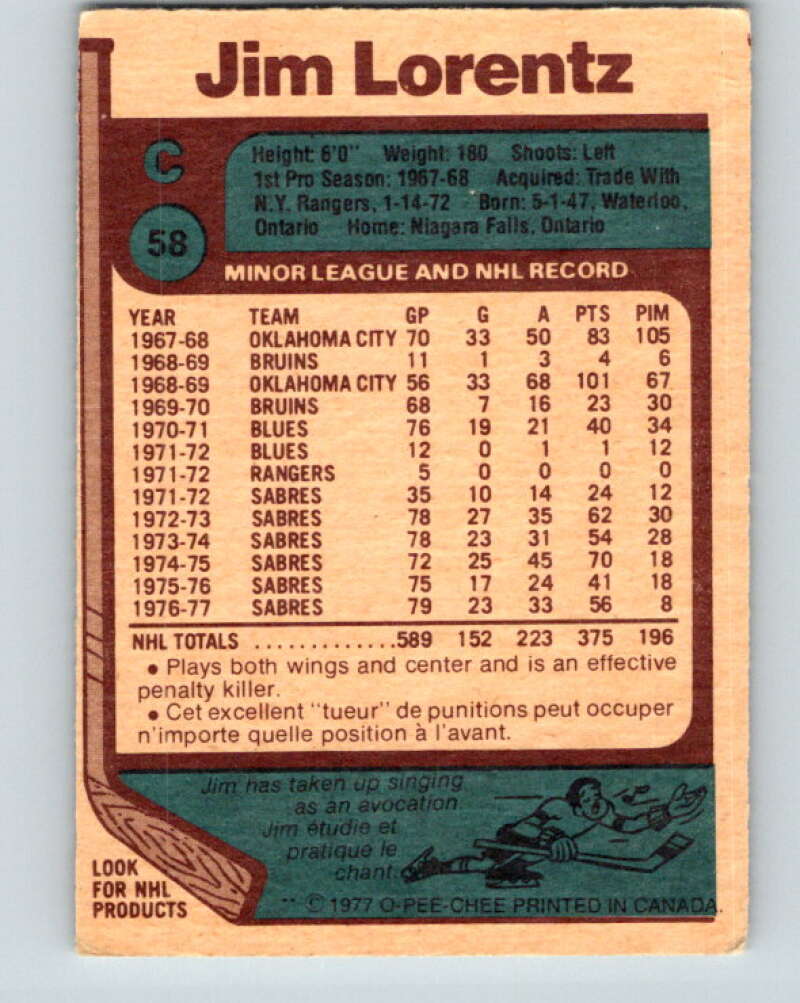 Jim Lorentz
C
58
Height: 6'0" Weight: 180 Shoots: Left
1st Pro Season: 1967-68 Acquired: Trade With
N.Y. Rangers, 1-14-72 Born: 5-1-47, Waterloo,
Ontario Home: Niagara Falls, Ontario
MINOR LEAGUE AND NHL RECORD
YEAR TEAM GP G A PTS PIM
1967-68 OKLAHOMA CITY 70 33 50 83 105
1968-69 BRUINS 11 1 3 4 6
1968-69 OKLAHOMA CITY 56 33 68 101 67
1969-70 BRUINS 68 7 16 23 30
1970-71 BLUES 76 19 21 40 34
1971-72 BLUES 12 0 1 1 12
1971-72 RANGERS 5 0 0 0 0
1971-72 SABRES 35 10 14 24 12
1972-73 SABRES 78 27 35 62 30
1973-74 SABRES 78 23 31 54 28
1974-75 SABRES 72 25 45 70 18
1975-76 SABRES 75 17 24 41 18
1976-77 SABRES 79 23 33 56 8
NHL TOTALS .............589 152 223 375 196
• Plays both wings and center and is an effective
penalty killer.
• Cet excellent "tueur" de punitions peut occuper
n'importe quelle position à l'avant.
Jim has taken up singing
as an avocation.
Jim étudie et
pratique le
chant.
LOOK
FOR NHL
PRODUCTS
** © 1977 O-PEE-CHEE PRINTED IN CANADA.